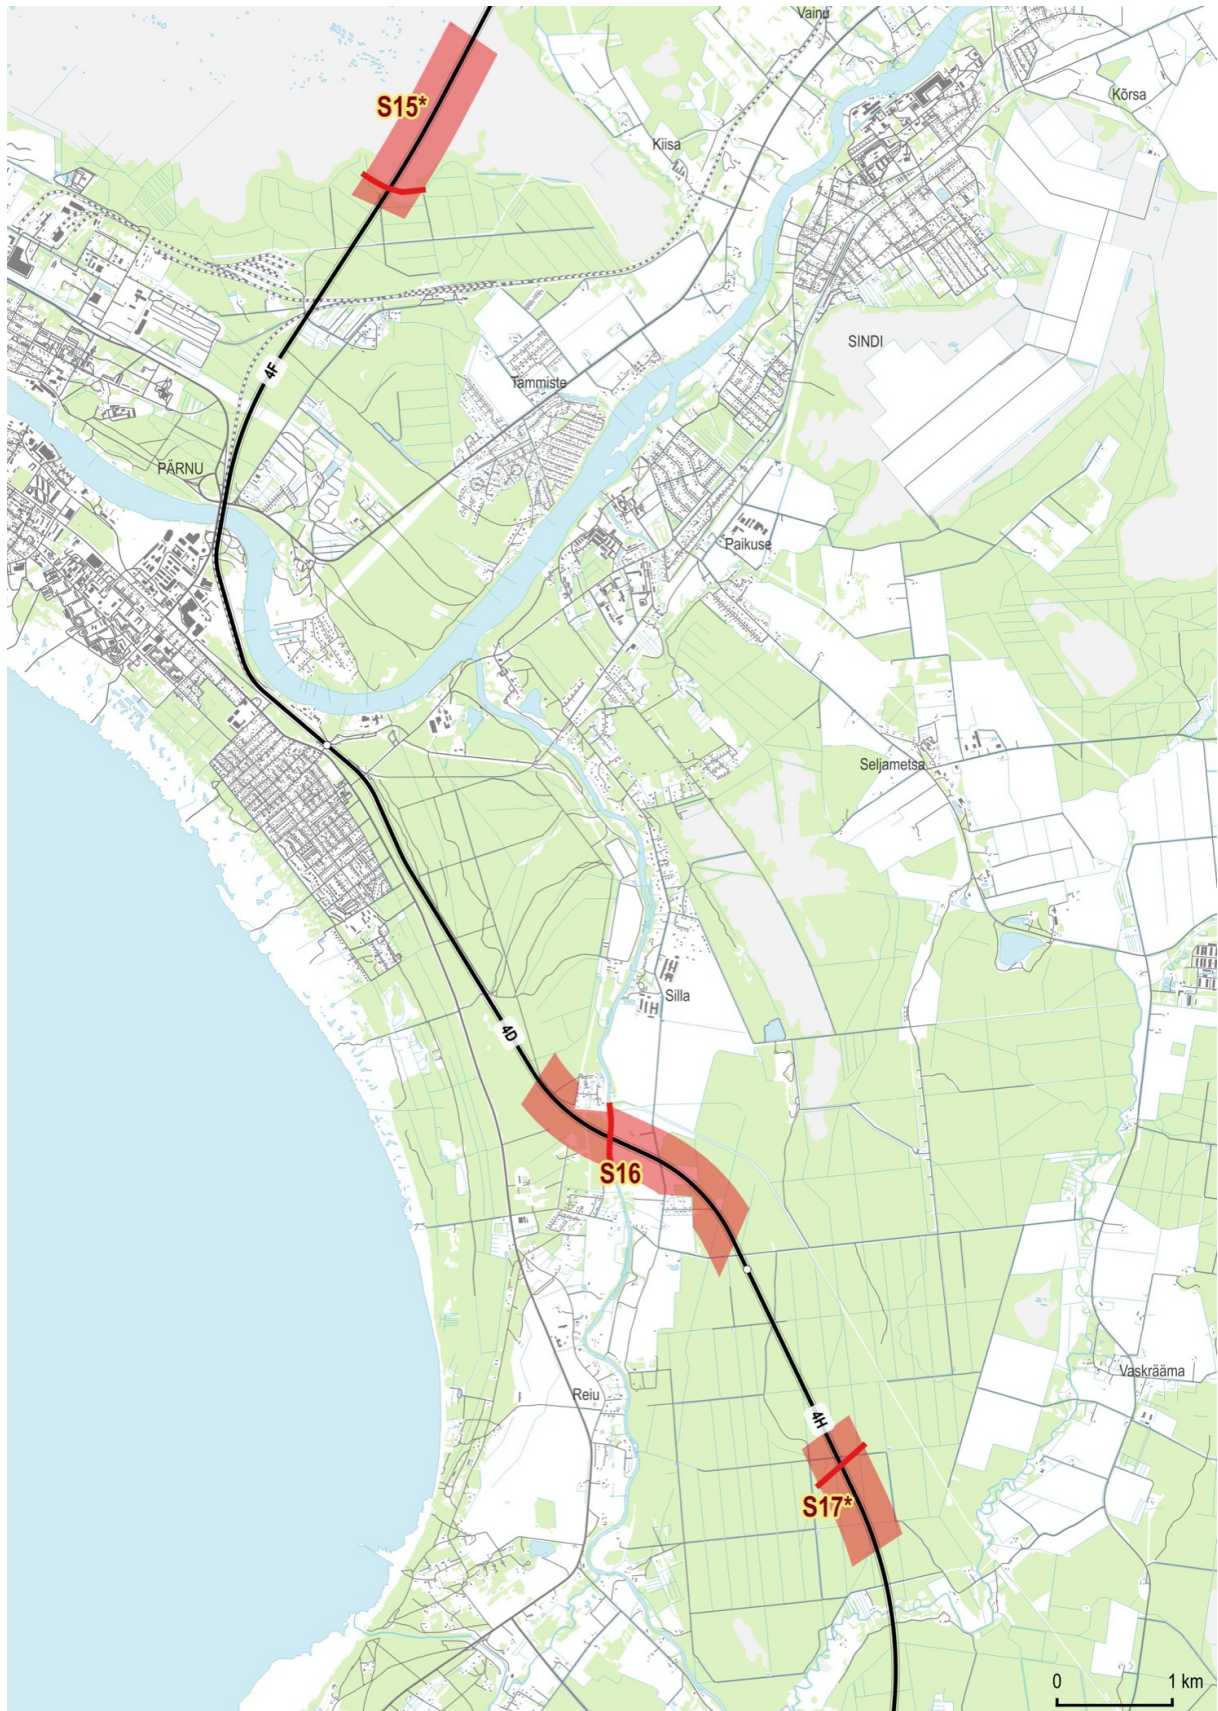 Vainu
S15*
Kõrsa
Kiisa
SINDI
4F
Tammiste
PÄRNU
Paikuse
Seljametsa
Silla
4D
S16
Vaskrääma
Reiu
4H
S17*
0 1 km